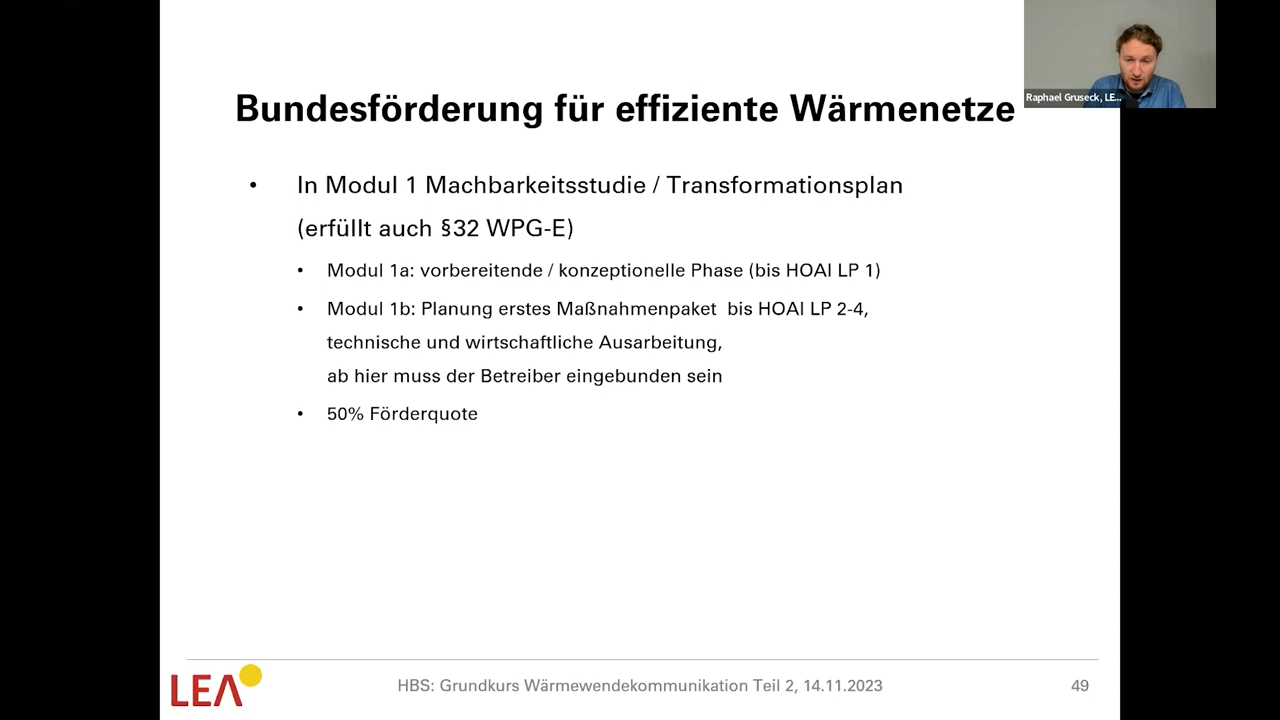 Raphael Gruseck, LE...
Bundesförderung für effiziente Wärmenetze
• In Modul 1 Machbarkeitsstudie / Transformationsplan
(erfüllt auch §32 WPG-E)
• Modul 1a: vorbereitende / konzeptionelle Phase (bis HOAI LP 1)
• Modul 1b: Planung erstes Maßnahmenpaket bis HOAI LP 2-4,
technische und wirtschaftliche Ausarbeitung,
ab hier muss der Betreiber eingebunden sein
• 50% Förderquote
LEA
HBS: Grundkurs Wärmewendekommunikation Teil 2, 14.11.2023
49